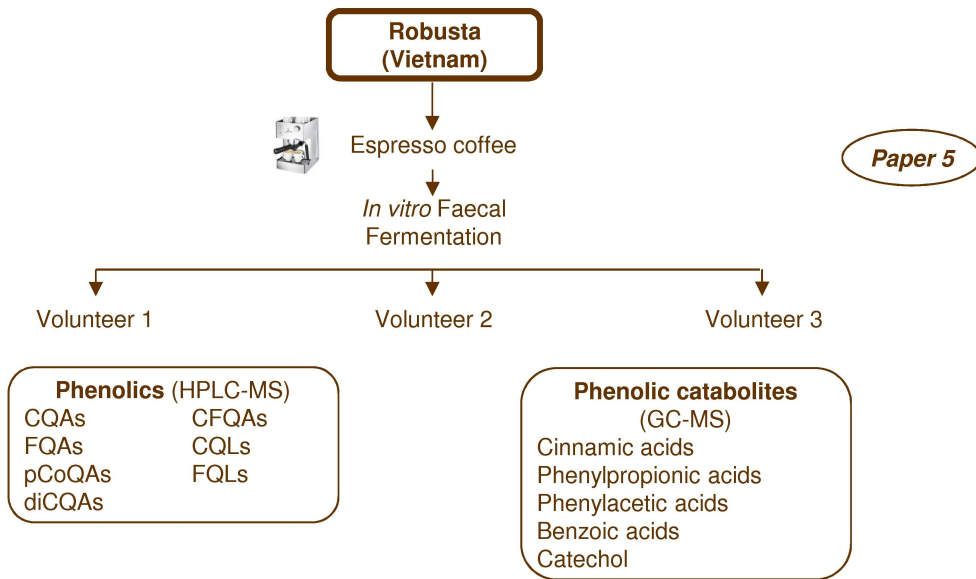 Robusta
(Vietnam)
Espresso coffee
Paper 5
In vitro Faecal
Fermentation
Volunteer 1
Volunteer 2
Volunteer 3
Phenolics (HPLC-MS)
CQAs
CFQAs
FQAs
CQLs
pCoQAs
FQLs
diCQAs
Phenolic catabolites
(GC-MS)
Cinnamic acids
Phenylpropionic acids
Phenylacetic acids
Benzoic acids
Catechol